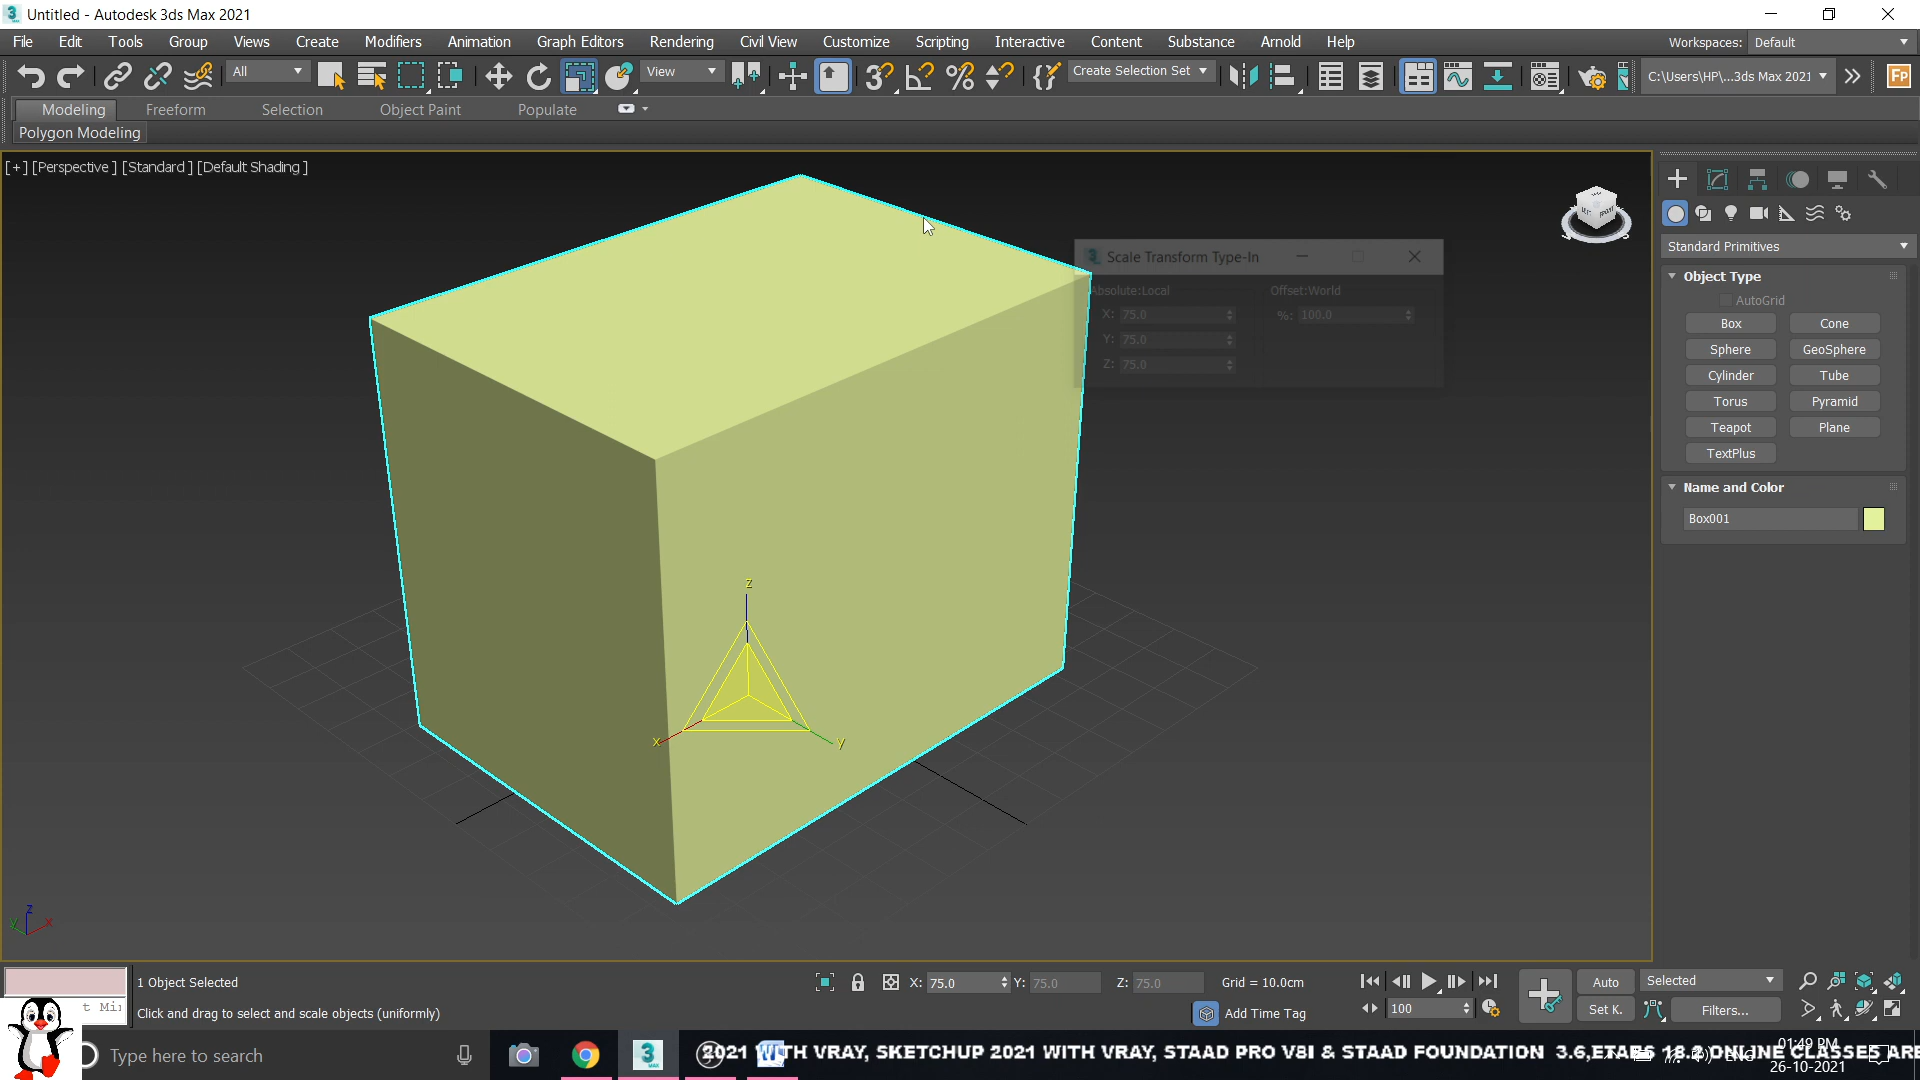 Untitled - Autodesk 3ds Max 2021
File Edit Tools Group Views Create Modifiers Animation Graph Editors Rendering Civil View Customize Scripting Interactive Content Substance Arnold Help
Workspaces: Default
All
View
Create Selection Set
C:\Users\HP\...3ds Max 2021
Modeling Freeform Selection Object Paint Populate
Polygon Modeling
[+] [Perspective ] [Standard ] [Default Shading ]
Standard Primitives
Scale Transform Type-In
Object Type
Absolute:Local Offset:World
AutoGrid
X: 75.0 %: 100.0
Y: 75.0
Z: 75.0
Box Cone
Sphere GeoSphere
Cylinder Tube
Torus Pyramid
Teapot Plane
TextPlus
Name and Color
Box001
z
x
y
z
y x
1 Object Selected
X: 75.0 Y: 75.0 Z: 75.0 Grid = 10.0cm
Auto Selected
t Mi
Click and drag to select and scale objects (uniformly)
Add Time Tag
100
Set K. Filters...
Type here to search
2021 WITH VRAY, SKETCHUP 2021 WITH VRAY, STAAD PRO V8I & STAAD FOUNDATION 3.6,ETABS 18.2,ONLINE CLASSES ARE
ENG
01:49 PM
26-10-2021